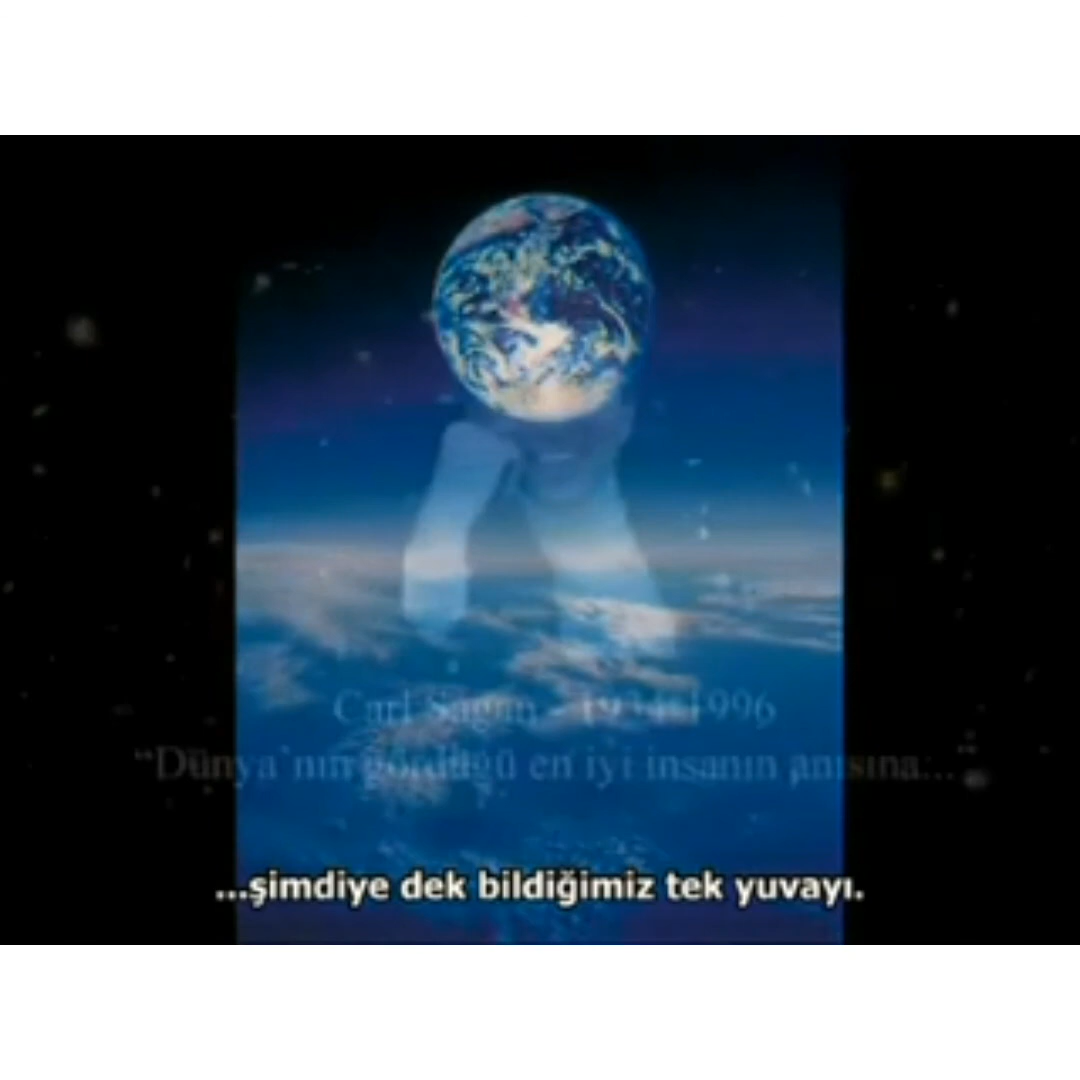 Carl Sagan - 1934-1996
“Dünya`nın gördüğü en iyi insanın anısına...”
...şimdiye dek bildiğimiz tek yuvayı.